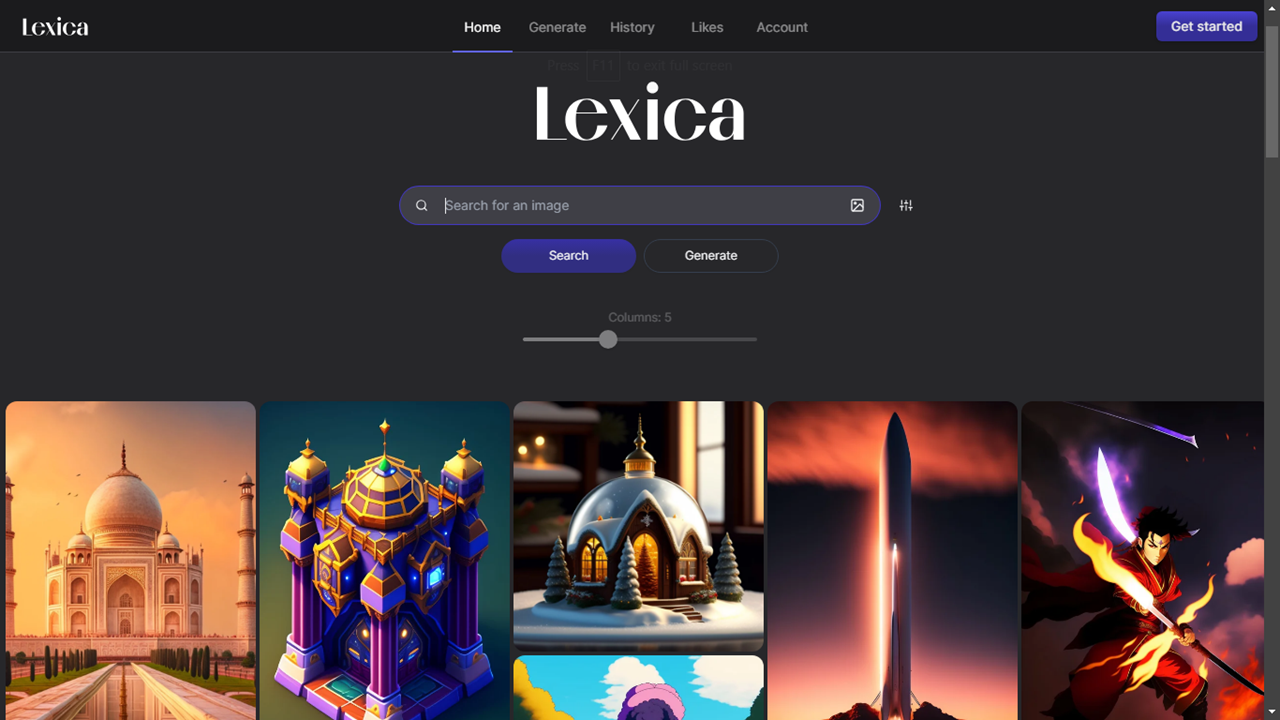 Lexica
Home Generate History Likes Account
Get started
Press F11 to exit full screen
Lexica
Search for an image
Search Generate
Columns: 5